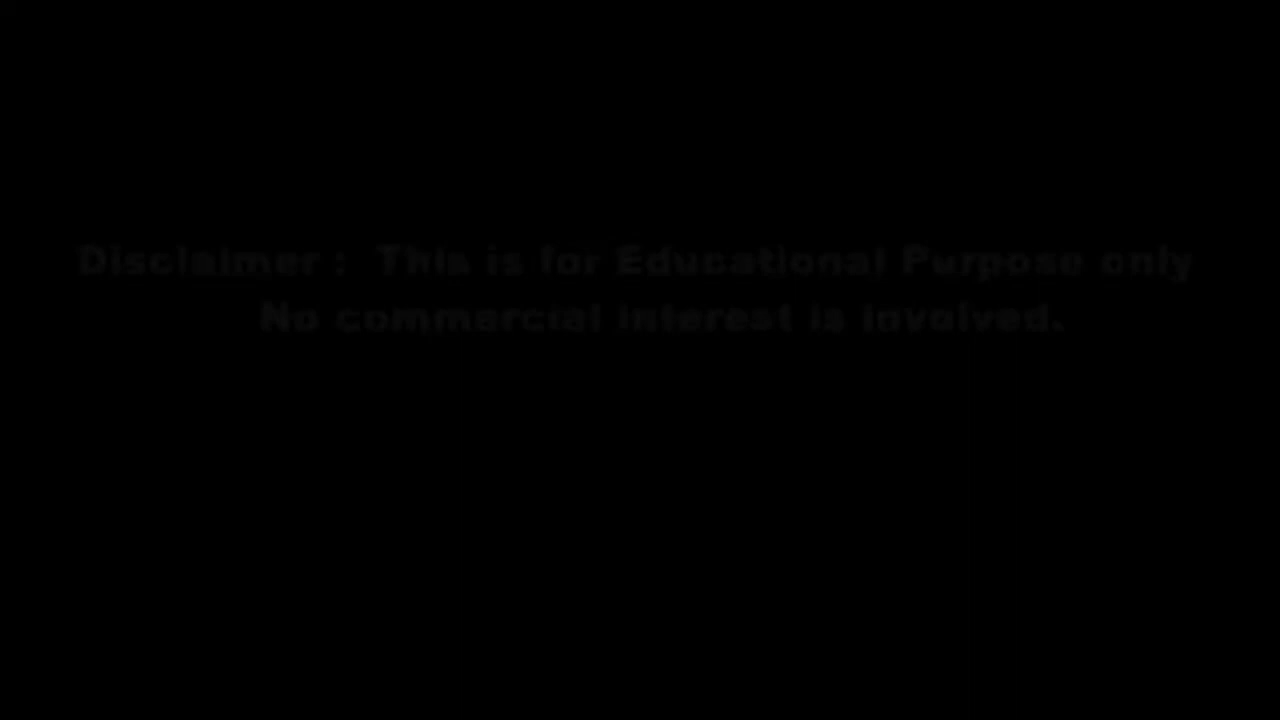 Disclaimer : This is for Educational Purpose only
No commercial interest is involved.